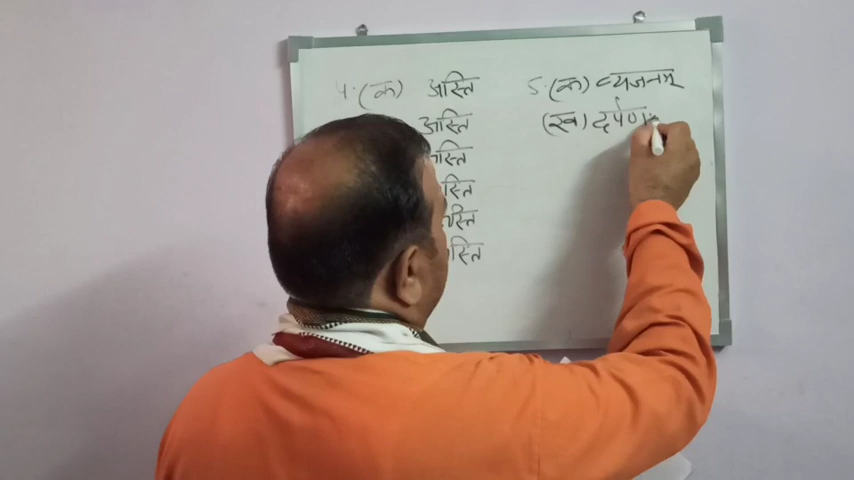 4. (क) अस्ति
अस्ति
स्ति
स्ति
स्ति
स्ति
5. (क) व्यजनम्
(ख) दर्पण